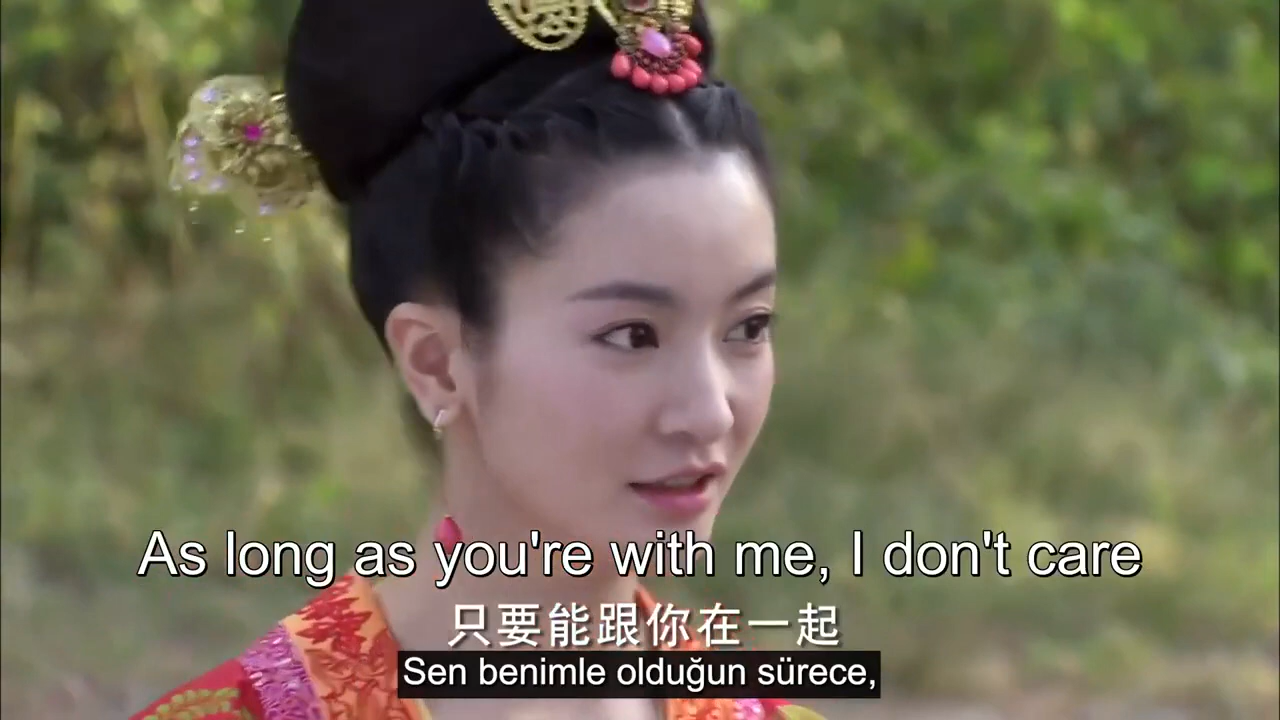 As long as you're with me, I don't care
只要能跟你在一起
Sen benimle olduğun sürece,